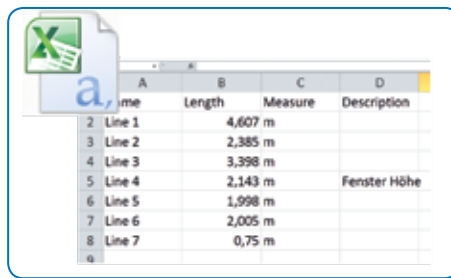 a,
A B C D
ame Length Measure Description
2 Line 1 4,607 m
3 Line 2 2,385 m
4 Line 3 3,398 m
5 Line 4 2,143 m Fenster Höhe
6 Line 5 1,998 m
7 Line 6 2,005 m
8 Line 7 0,75 m
9